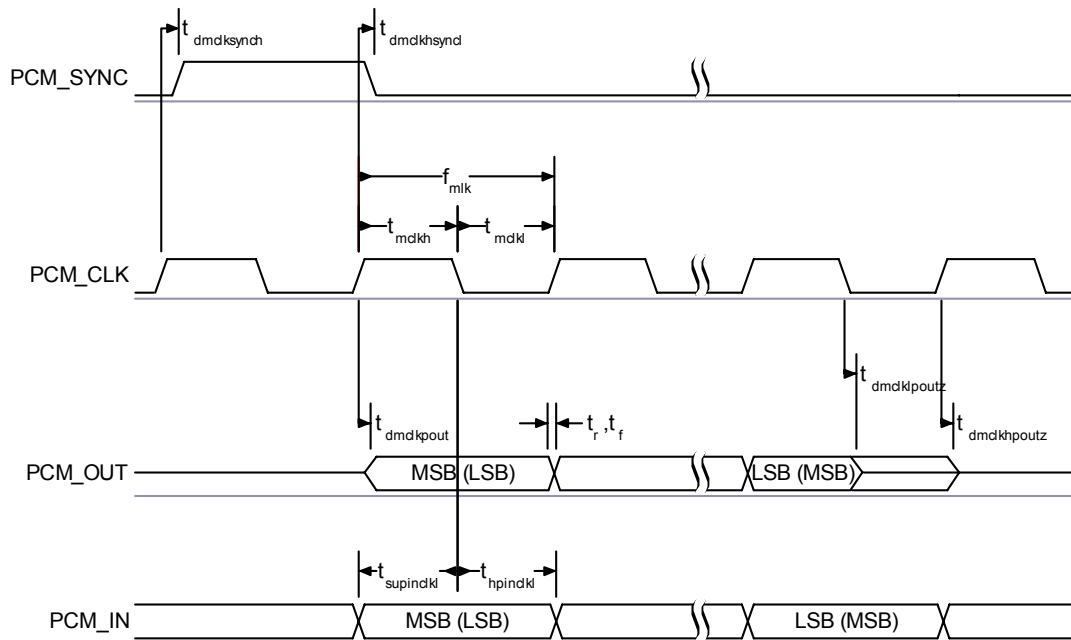 t dmclksynch
t dmclkhsyncl
PCM_SYNC
f mlk
t mclkh
t mclkl
PCM_CLK
t dmclklpoutz
t dmclkpout
t r ,t f
t dmclkhpoutz
PCM_OUT
MSB (LSB)
LSB (MSB)
t supinclkl
t hpinclkl
PCM_IN
MSB (LSB)
LSB (MSB)